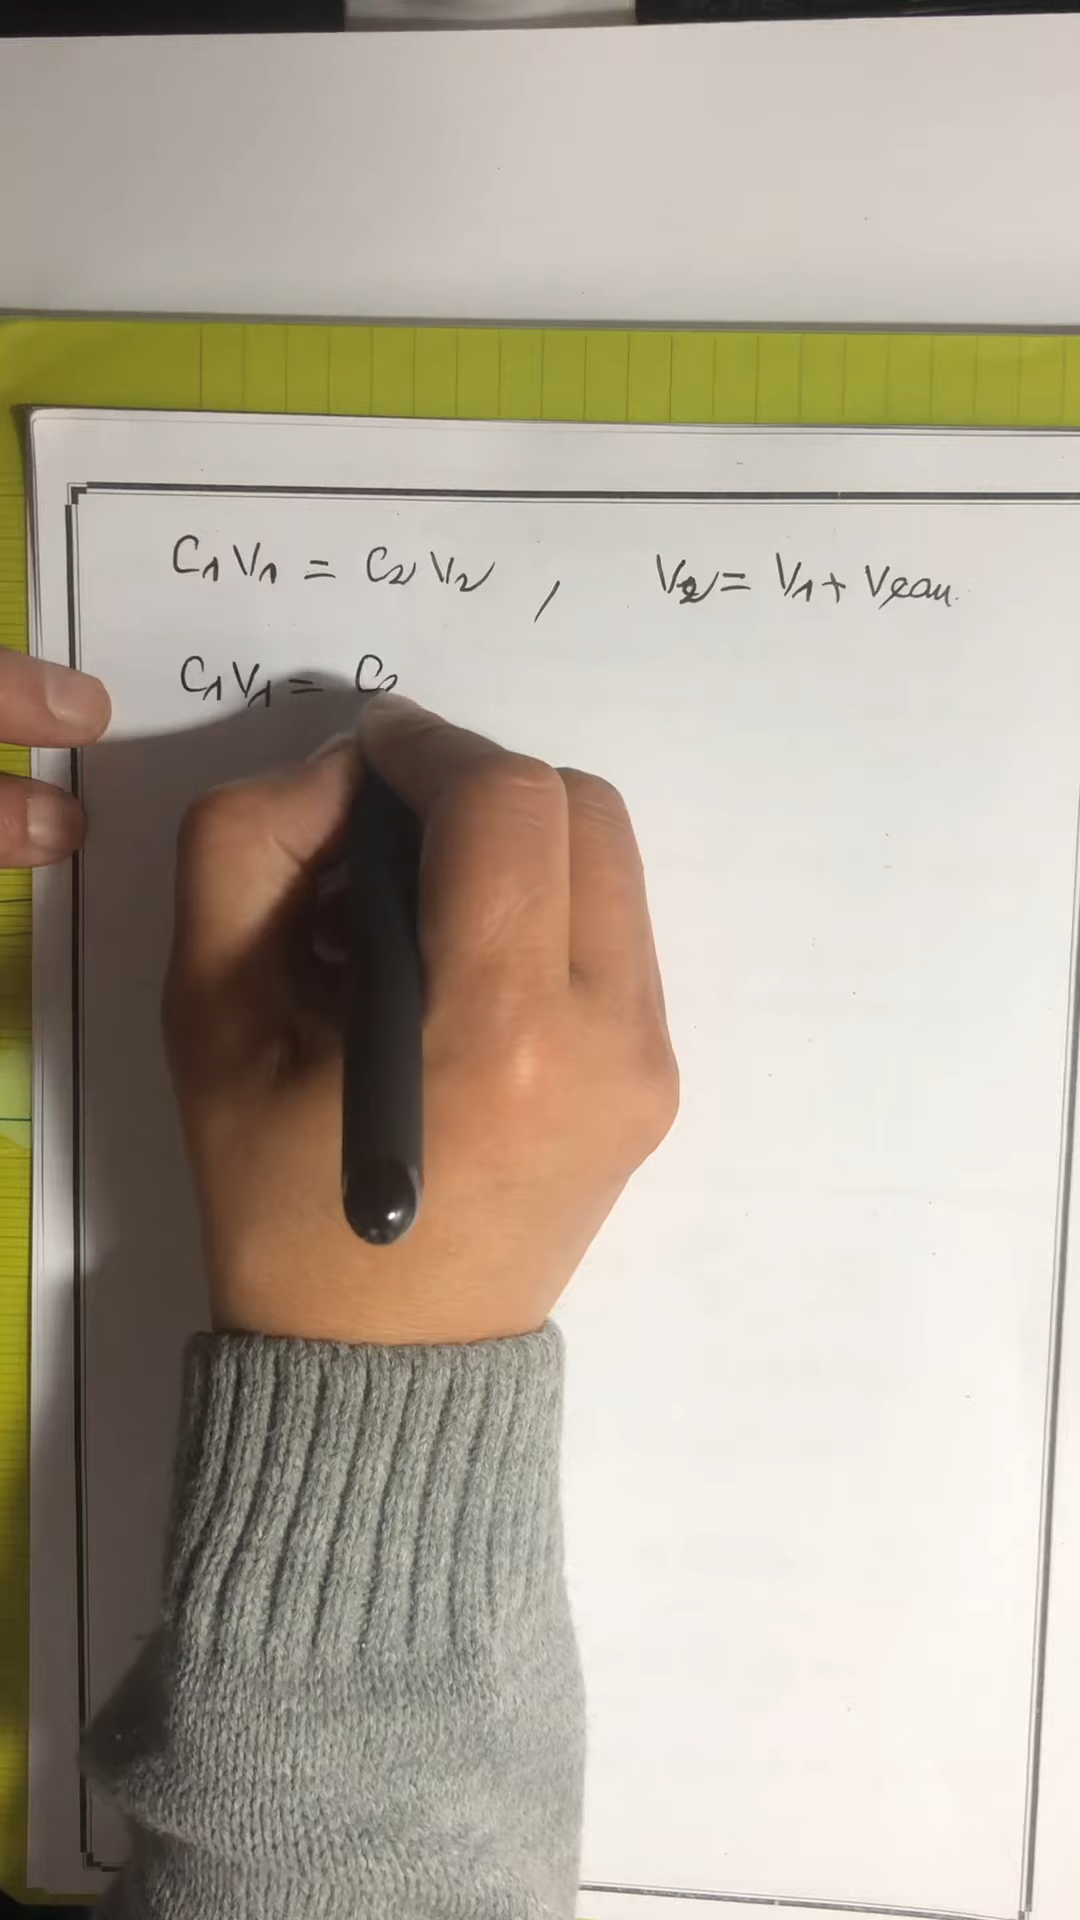 C₁V₁ = C₂V₂ , V₂ = V₁ + Veau
C₁V₁ = C₂